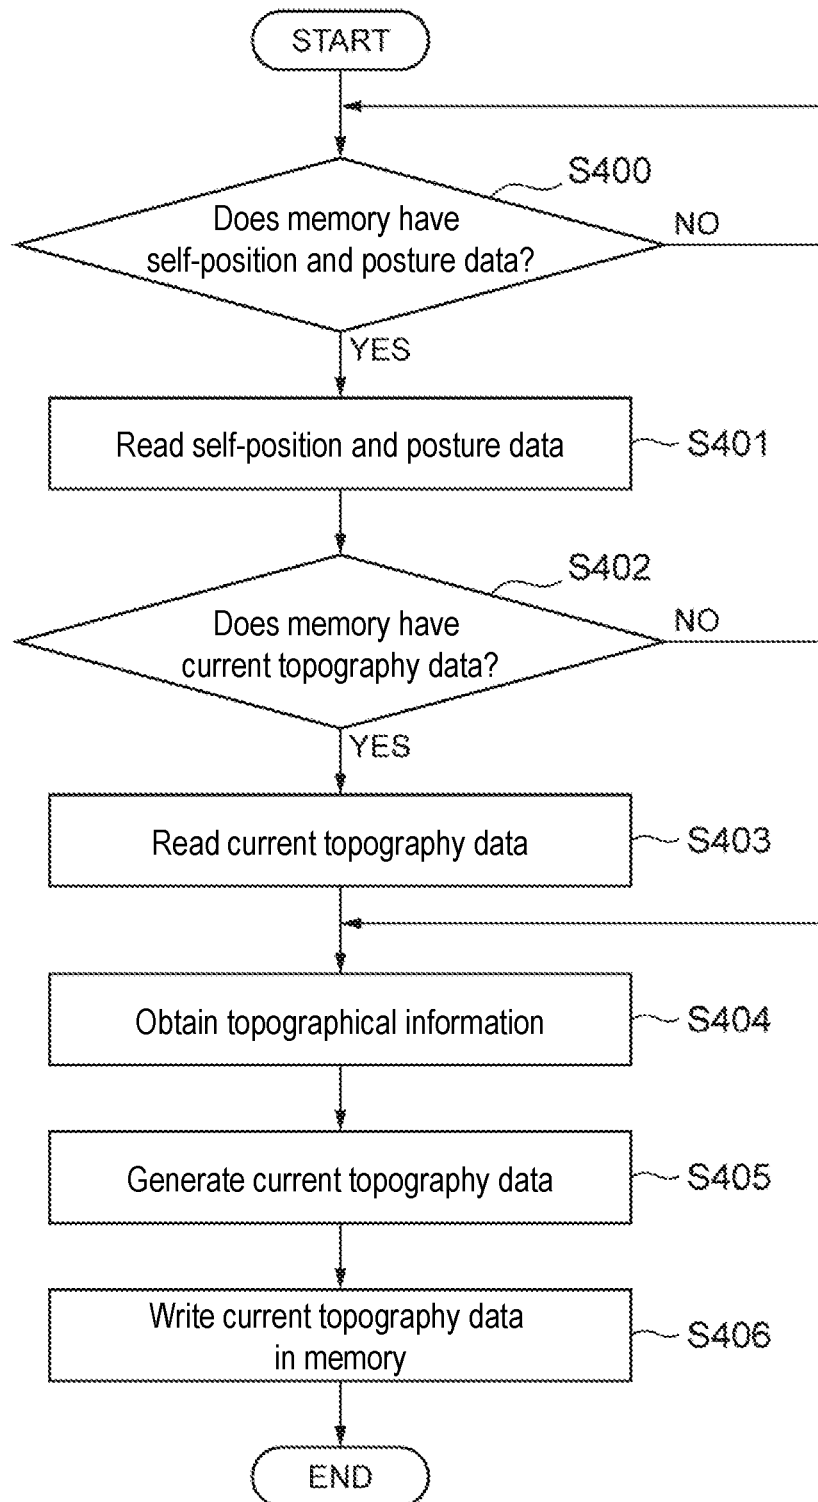 START
S400
Does memory have
self-position and posture data?
NO
YES
Read self-position and posture data
S401
S402
Does memory have
current topography data?
NO
YES
Read current topography data
S403
Obtain topographical information
S404
Generate current topography data
S405
Write current topography data
in memory
S406
END